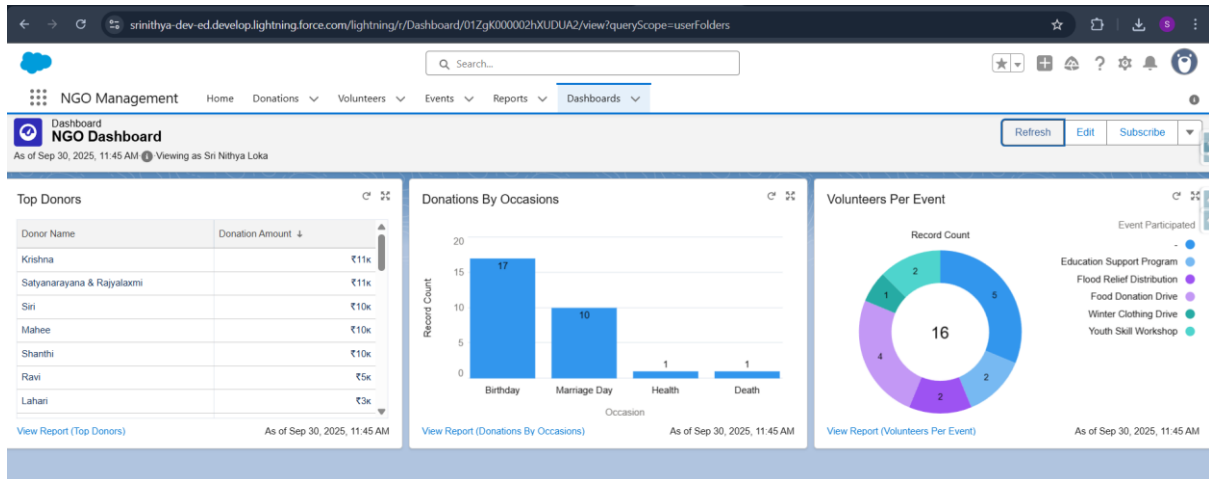 srinithya-dev-ed.develop.lightning.force.com/lightning/r/Dashboard/01ZgK000002hXUDUA2/view?queryScope=userFolders
S
Search...
NGO Management Home Donations Volunteers Events Reports Dashboards
Dashboard
NGO Dashboard
As of Sep 30, 2025, 11:45 AM Viewing as Sri Nithya Loka
Refresh Edit Subscribe
Top Donors
Donor Name Donation Amount ↓
Krishna ₹11K
Satyanarayana & Rajyalaxmi ₹11K
Siri ₹10K
Mahee ₹10K
Shanthi ₹10K
Ravi ₹5K
Lahari ₹3K
View Report (Top Donors) As of Sep 30, 2025, 11:45 AM
Donations By Occasions
Record Count
20
15
10
5
0
17
10
1
1
Birthday Marriage Day Health Death
Occasion
View Report (Donations By Occasions) As of Sep 30, 2025, 11:45 AM
Volunteers Per Event
Record Count
5
2
2
4
1
2
16
Event Participated
-
Education Support Program
Flood Relief Distribution
Food Donation Drive
Winter Clothing Drive
Youth Skill Workshop
View Report (Volunteers Per Event) As of Sep 30, 2025, 11:45 AM